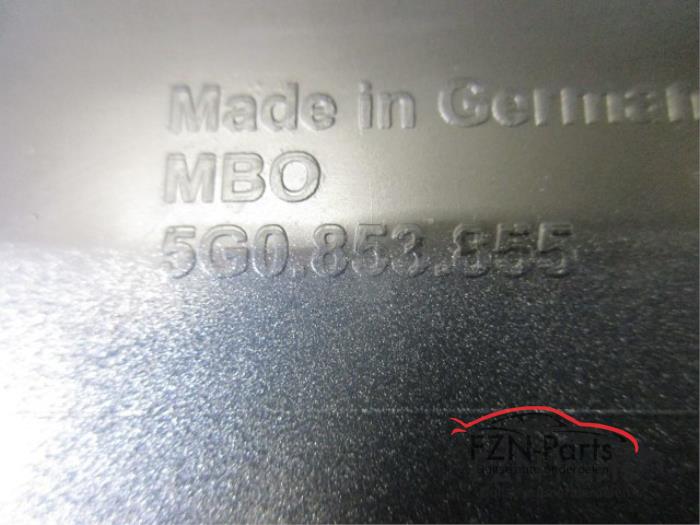 Made in German
MBO
5G0.853.855
FZN-Parts